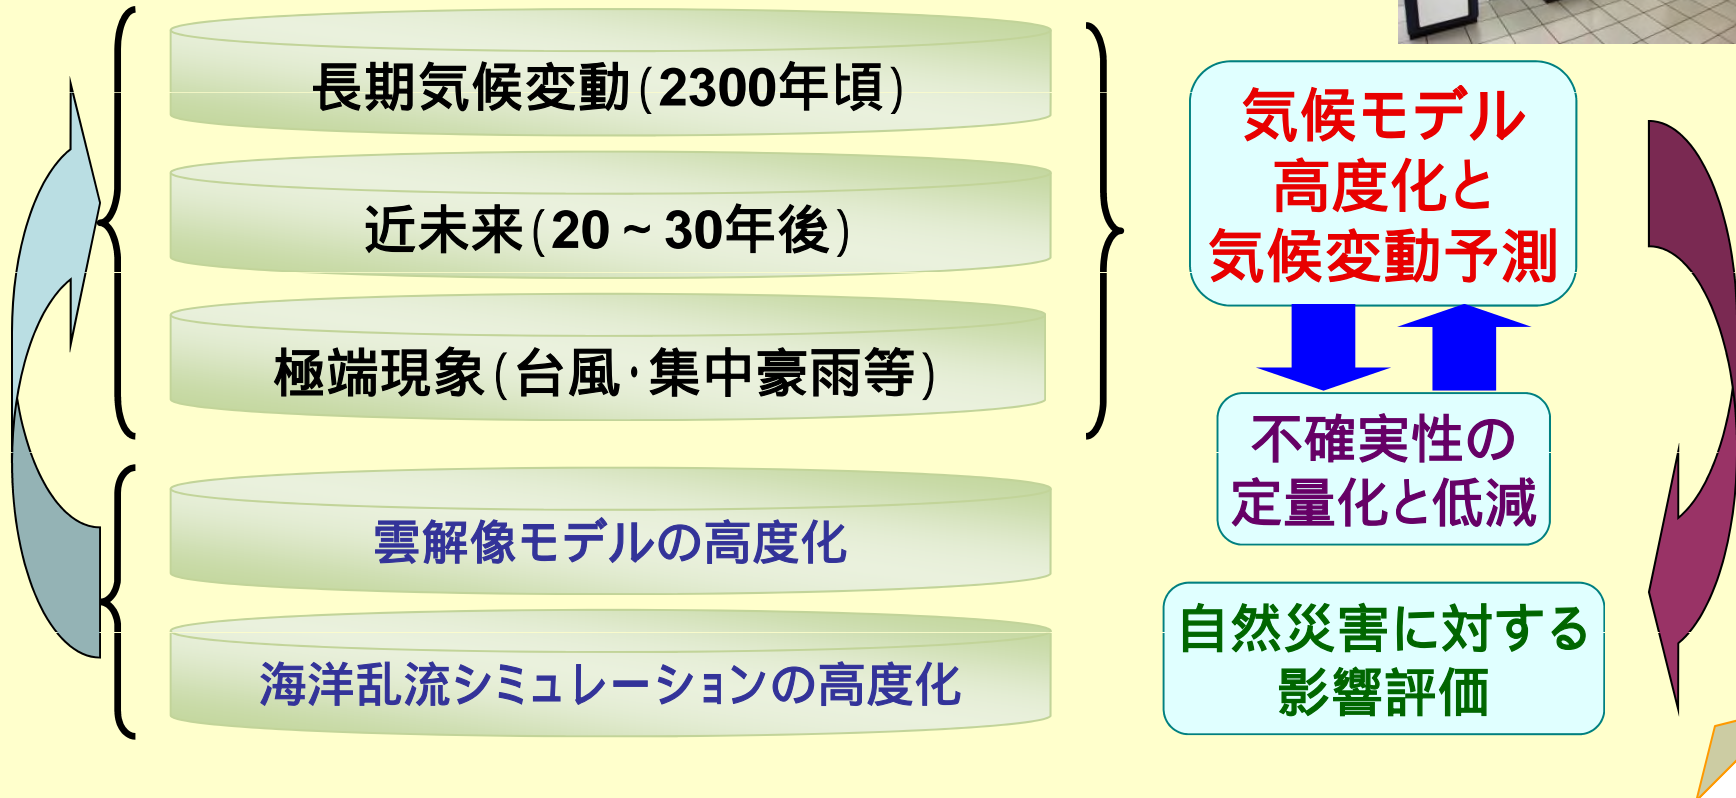 長期気候変動(2300年頃)
近未来(20~30年後)
極端現象(台風・集中豪雨等)
雲解像モデルの高度化
海洋乱流シミュレーションの高度化
気候モデル
高度化と
気候変動予測
不確実性の
定量化と低減
自然災害に対する
影響評価